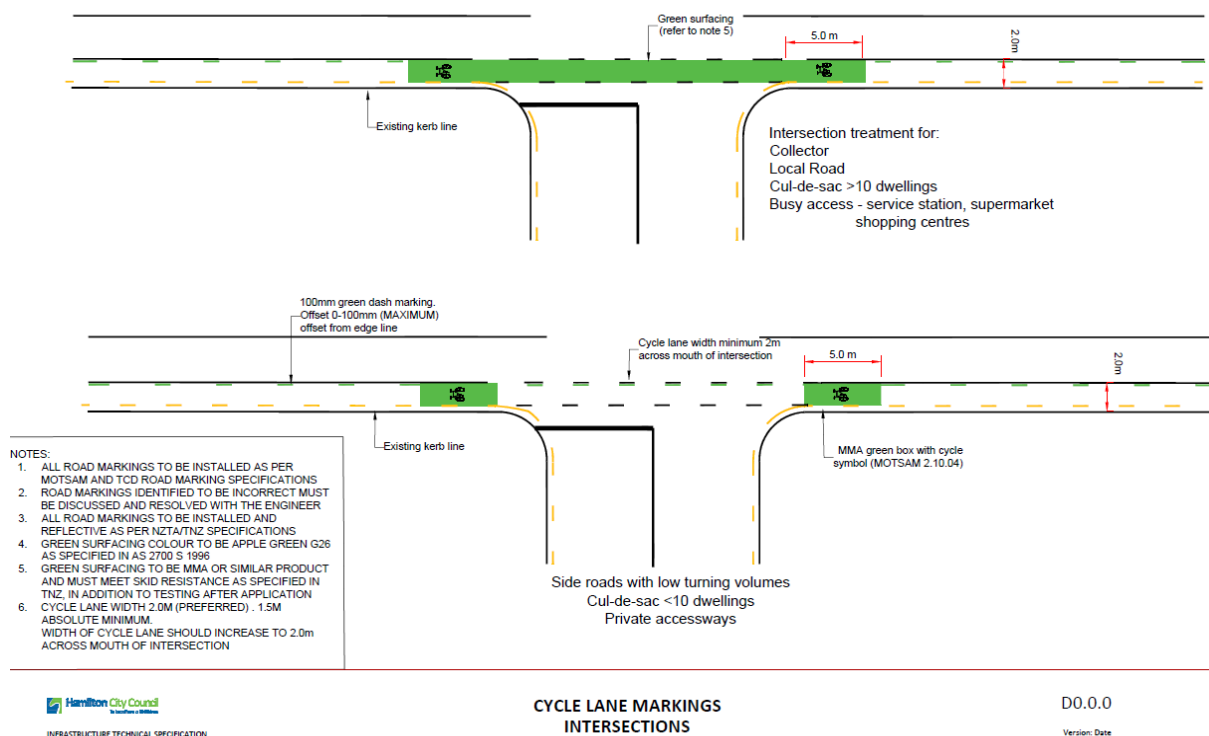 Green surfacing
(refer to note 5)
5.0 m
2.0m
Existing kerb line
Intersection treatment for:
Collector
Local Road
Cul-de-sac >10 dwellings
Busy access - service station, supermarket
shopping centres
100mm green dash marking.
Offset 0-100mm (MAXIMUM)
offset from edge line
Cycle lane width minimum 2m
across mouth of intersection
5.0 m
2.0m
Existing kerb line
MMA green box with cycle
symbol (MOTSAM 2.10.04)
Side roads with low turning volumes
Cul-de-sac <10 dwellings
Private accessways
NOTES:
1. ALL ROAD MARKINGS TO BE INSTALLED AS PER
MOTSAM AND TCD ROAD MARKING SPECIFICATIONS
2. ROAD MARKINGS IDENTIFIED TO BE INCORRECT MUST
BE DISCUSSED AND RESOLVED WITH THE ENGINEER
3. ALL ROAD MARKINGS TO BE INSTALLED AND
REFLECTIVE AS PER NZTA/TNZ SPECIFICATIONS
4. GREEN SURFACING COLOUR TO BE APPLE GREEN G26
AS SPECIFIED IN AS 2700 S 1996
5. GREEN SURFACING TO BE MMA OR SIMILAR PRODUCT
AND MUST MEET SKID RESISTANCE AS SPECIFIED IN
TNZ, IN ADDITION TO TESTING AFTER APPLICATION
6. CYCLE LANE WIDTH 2.0M (PREFERRED) . 1.5M
ABSOLUTE MINIMUM.
WIDTH OF CYCLE LANE SHOULD INCREASE TO 2.0m
ACROSS MOUTH OF INTERSECTION
Hamilton City Council
INFRASTRUCTURE TECHNICAL SPECIFICATION
CYCLE LANE MARKINGS
INTERSECTIONS
D0.0.0
Version: Date